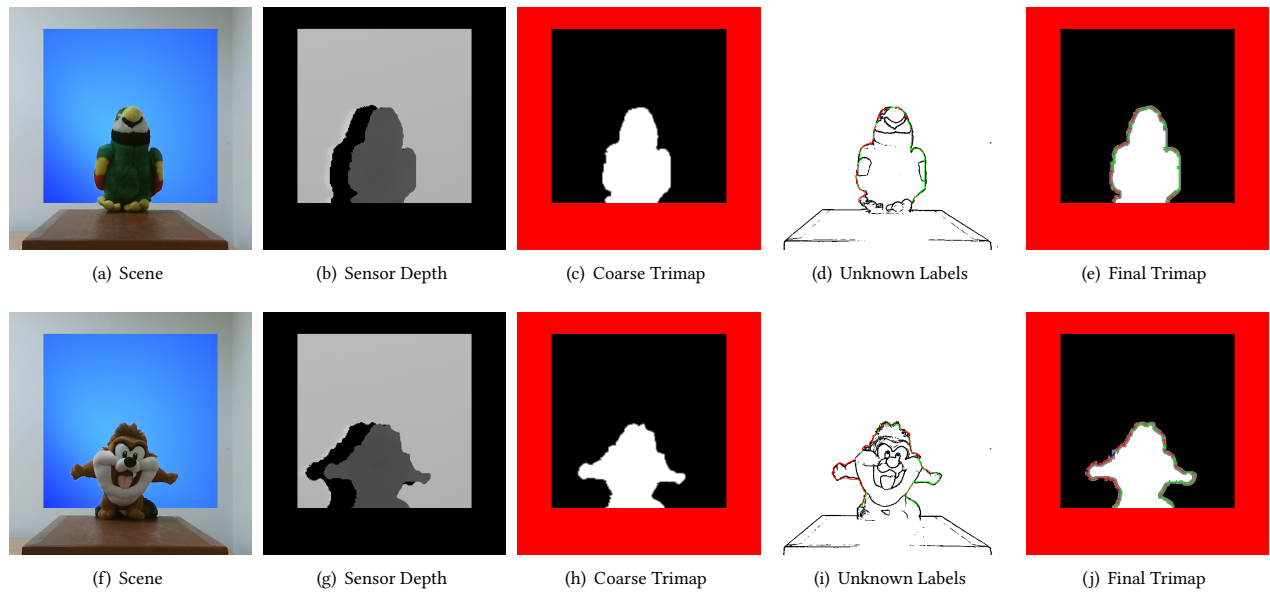 (a) Scene
(b) Sensor Depth
(c) Coarse Trimap
(d) Unknown Labels
(e) Final Trimap
(f) Scene
(g) Sensor Depth
(h) Coarse Trimap
(i) Unknown Labels
(j) Final Trimap